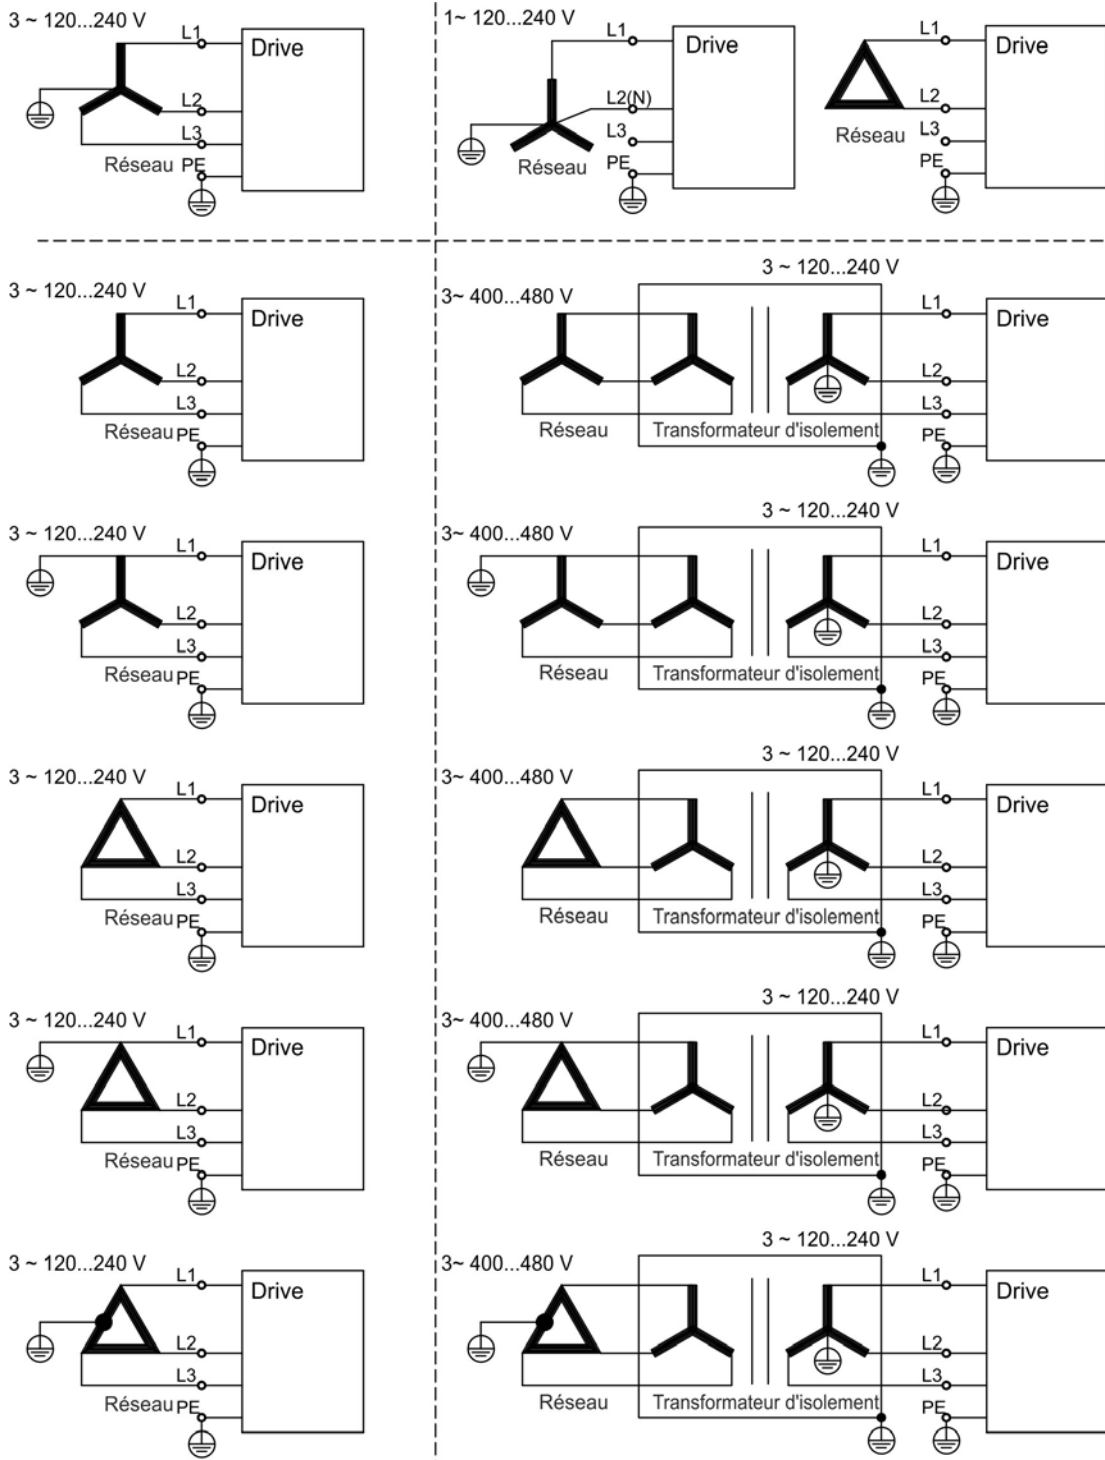 3 ~ 120...240 V
L1
Drive
L2
L3
Réseau
PE
1~ 120...240 V
L1
Drive
L2(N)
L3
Réseau
PE
L1
Drive
L2
L3
Réseau
PE
3 ~ 120...240 V
L1
Drive
L2
L3
Réseau
PE
3 ~ 120...240 V
3~ 400...480 V
L1
Drive
L2
L3
Réseau
Transformateur d'isolement
PE
3 ~ 120...240 V
L1
Drive
L2
L3
Réseau
PE
3 ~ 120...240 V
3~ 400...480 V
L1
Drive
L2
L3
Réseau
Transformateur d'isolement
PE
3 ~ 120...240 V
L1
Drive
L2
L3
Réseau
PE
3 ~ 120...240 V
3~ 400...480 V
L1
Drive
L2
L3
Réseau
Transformateur d'isolement
PE
3 ~ 120...240 V
L1
Drive
L2
L3
Réseau
PE
3 ~ 120...240 V
3~ 400...480 V
L1
Drive
L2
L3
Réseau
Transformateur d'isolement
PE
3 ~ 120...240 V
L1
Drive
L2
L3
Réseau
PE
3 ~ 120...240 V
3~ 400...480 V
L1
Drive
L2
L3
Réseau
Transformateur d'isolement
PE